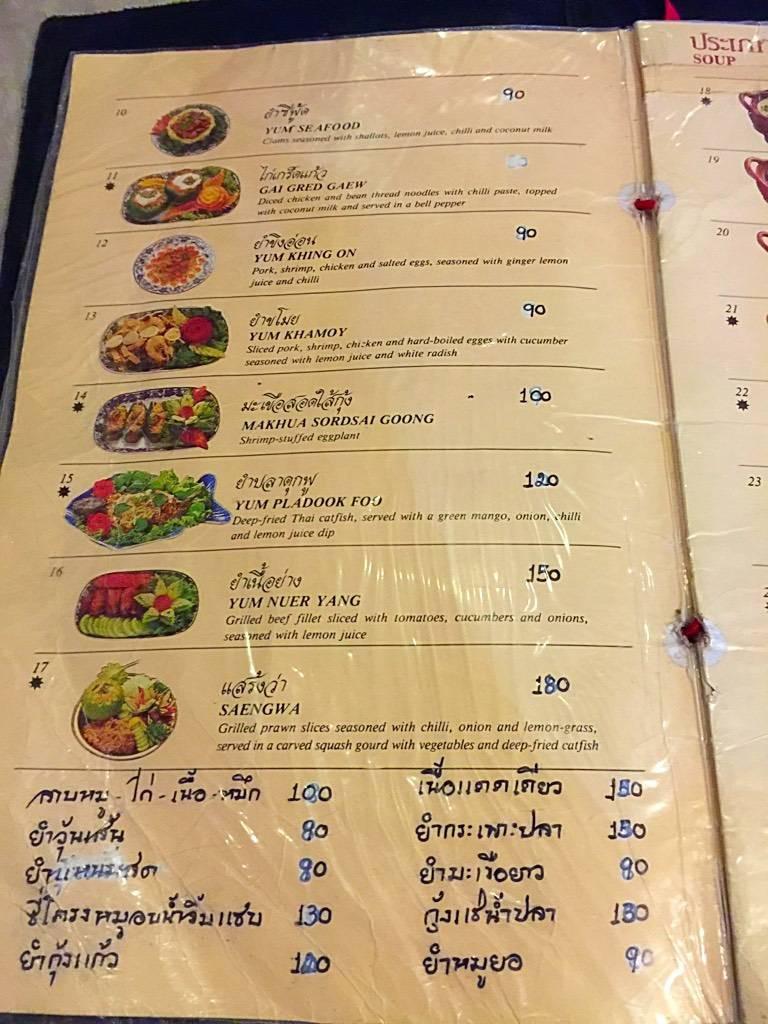 10
90
ยำซีฟู้ด
YUM SEAFOOD
Clams seasoned with shallots, lemon juice, chilli and coconut milk
11
ไก่เกร็ดแก้ว
GAI GRED GAEW
Diced chicken and bean thread noodles with chilli paste, topped
with coconut milk and served in a bell pepper
12
90
ยำขิงอ่อน
YUM KHING ON
Pork, shrimp, chicken and salted eggs, seasoned with ginger lemon
juice and chilli
13
90
ยำขโมย
YUM KHAMOY
Sliced pork, shrimp, chicken and hard-boiled egges with cucumber
seasoned with lemon juice and white radish
14
100
มะเขือสอดไส้กุ้ง
MAKHUA SORDSAI GOONG
Shrimp-stuffed eggplant
15
120
ยำปลาดุกฟู
YUM PLADOOK FOO
Deep-fried Thai catfish, served with a green mango, onion, chilli
and lemon juice dip
16
150
ยำเนื้อย่าง
YUM NUER YANG
Grilled beef fillet sliced with tomatoes, cucumbers and onions,
seasoned with lemon juice
17
180
แสร้งว่า
SAENGWA
Grilled prawn slices seasoned with chilli, onion and lemon-grass,
served in a carved squash gourd with vegetables and deep-fried catfish
ลาบหมู - ไก่ - เนื้อ - หมึก 100
ยำวุ้นเส้น 80
80
ซี่โครงหมูอบน้ำจิ้มแซ่บ 130
ยำกุ้งแก้ว 120
เนื้อแดดเดียว 150
ยำกระเพาะปลา 150
ยำมะเขือยาว 80
กุ้งแช่น้ำปลา 130
ยำหมูยอ 90
SOUP
18
19
20
21
22
23